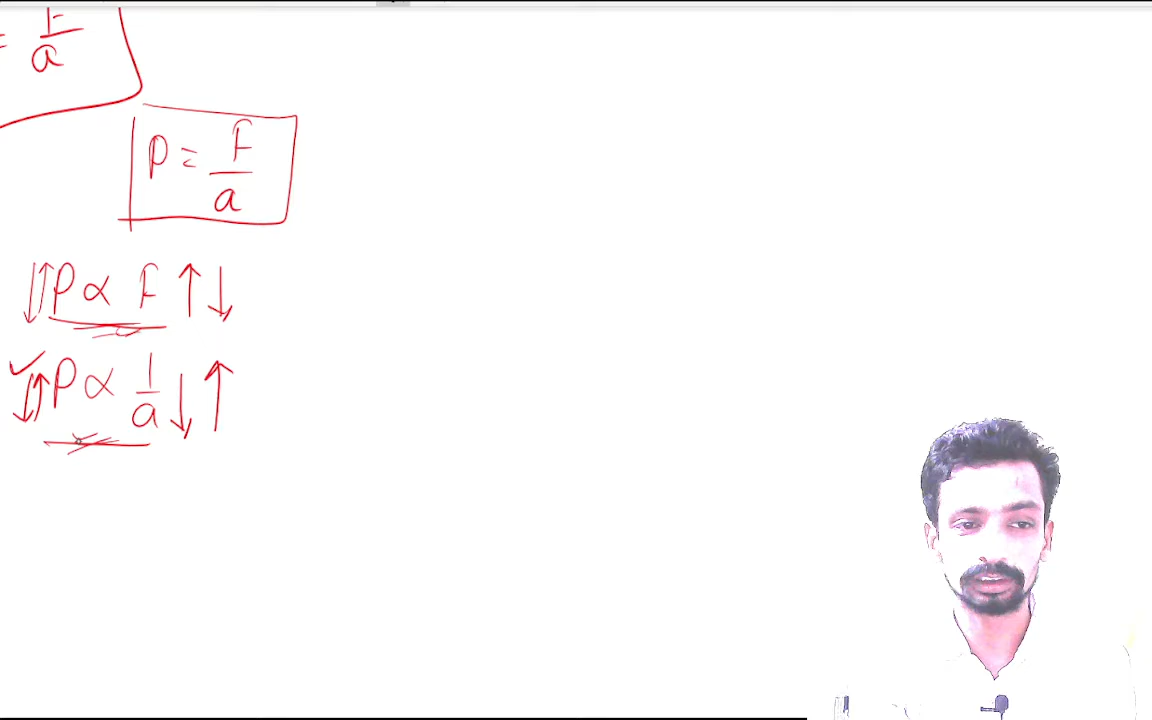 = F/a
P = F/a
↓↑ P ∝ F ↑ ↓
↓↑ P ∝ 1/a ↓ ↑